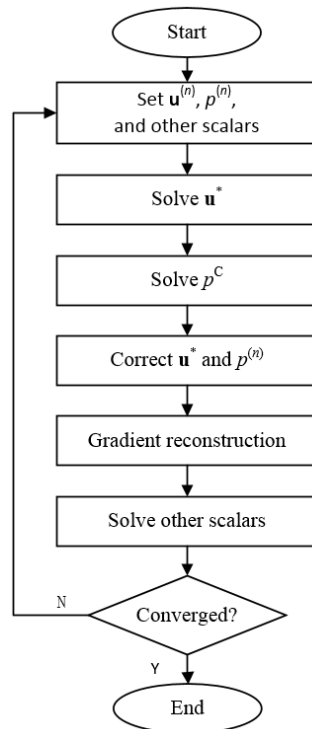 Start
Set u⁽ⁿ⁾, p⁽ⁿ⁾,
and other scalars
Solve u*
Solve pᶜ
Correct u* and p⁽ⁿ⁾
Gradient reconstruction
Solve other scalars
N
Converged?
Y
End